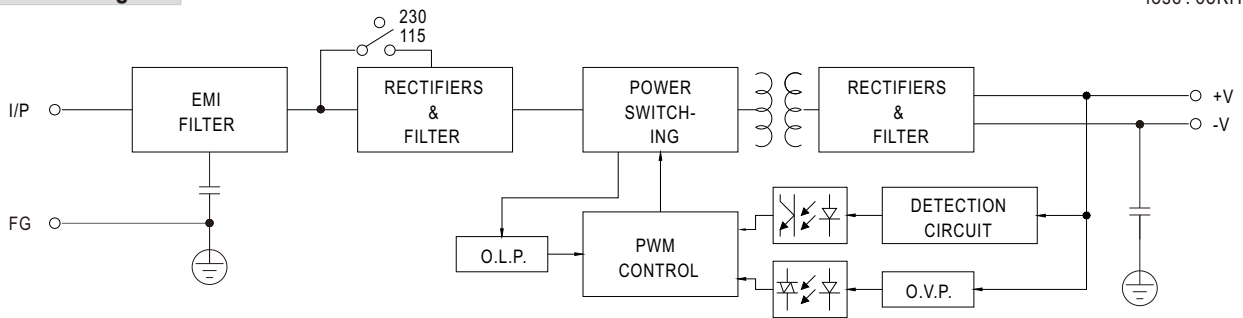 230
115
EMI
FILTER
RECTIFIERS
&
FILTER
POWER
SWITCH-
ING
RECTIFIERS
&
FILTER
I/P
+V
-V
FG
O.L.P.
PWM
CONTROL
DETECTION
CIRCUIT
O.V.P.